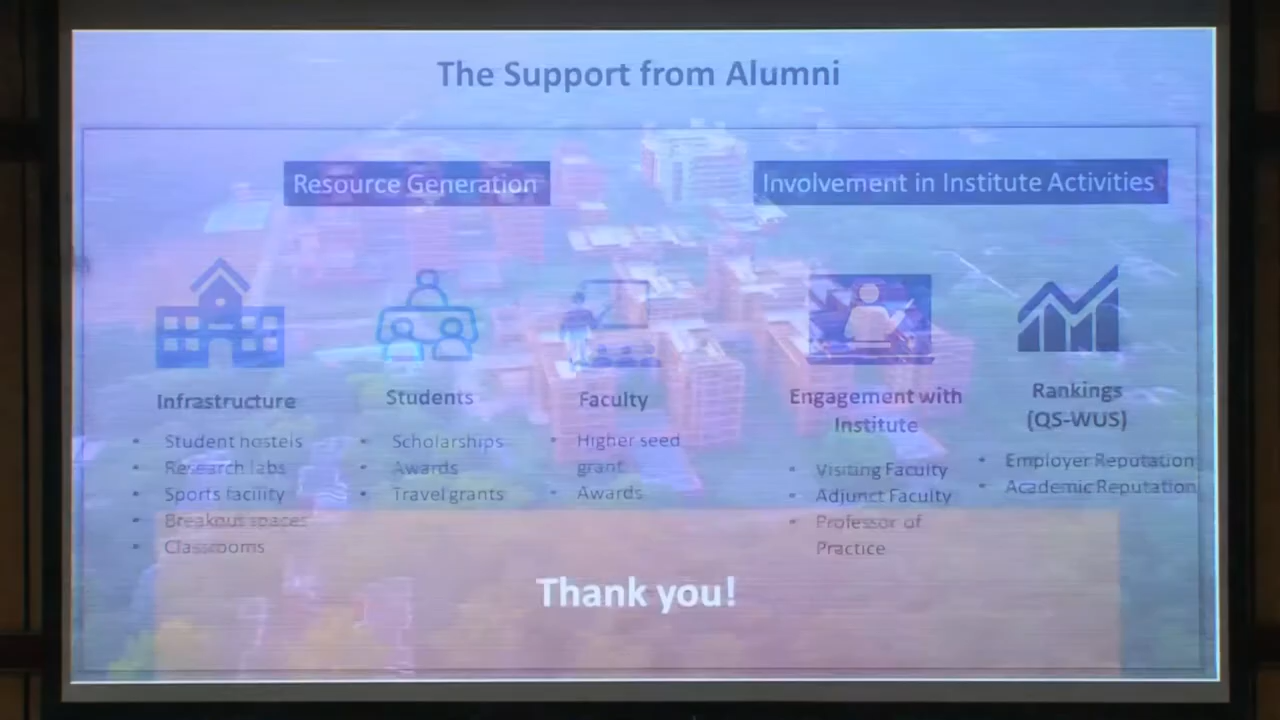 The Support from Alumni
Resource Generation
Involvement in Institute Activities
Infrastructure
• Student hostels
• Research labs
• Sports facility
• Breakout spaces
• Classrooms
Students
• Scholarships
• Awards
• Travel grants
Faculty
• Higher seed
grant
• Awards
Engagement with
Institute
• Visiting Faculty
• Adjunct Faculty
• Professor of
Practice
Rankings
(QS-WUS)
• Employer Reputation
• Academic Reputation
Thank you!